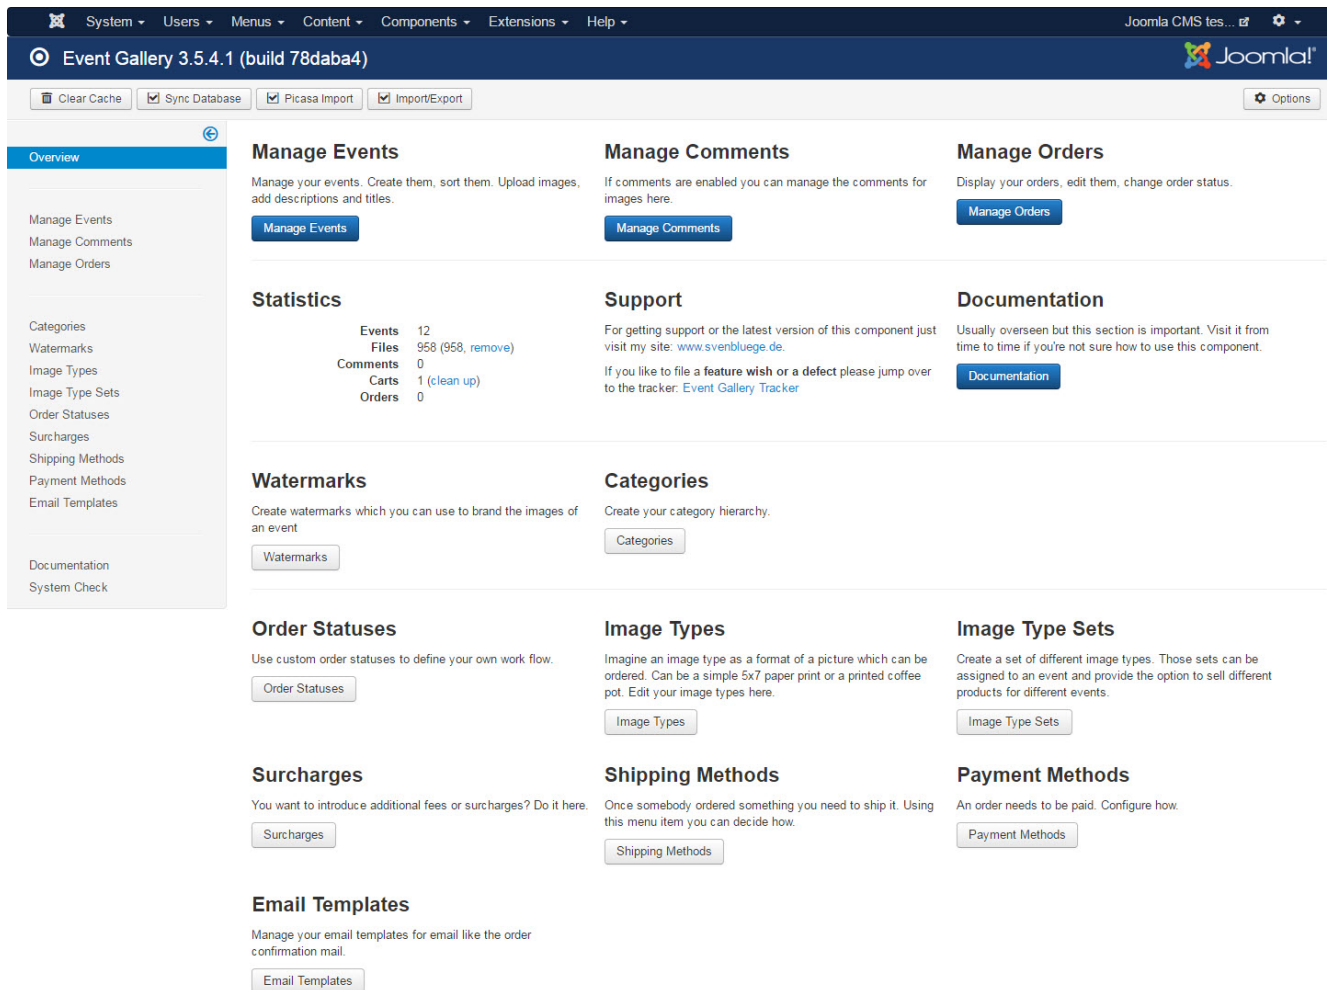 System Users Menus Content Components Extensions Help Joomla CMS tes...
Event Gallery 3.5.4.1 (build 78daba4) Joomla!®
Clear Cache Sync Database Picasa Import Import/Export Options
Overview
Manage Events
Manage Comments
Manage Orders
Categories
Watermarks
Image Types
Image Type Sets
Order Statuses
Surcharges
Shipping Methods
Payment Methods
Email Templates
Documentation
System Check
Manage Events
Manage your events. Create them, sort them. Upload images,
add descriptions and titles.
Manage Events
Manage Comments
If comments are enabled you can manage the comments for
images here.
Manage Comments
Manage Orders
Display your orders, edit them, change order status.
Manage Orders
Statistics
Events 12
Files 958 (958, remove)
Comments 0
Carts 1 (clean up)
Orders 0
Support
For getting support or the latest version of this component just
visit my site: www.svenbluege.de.
If you like to file a feature wish or a defect please jump over
to the tracker: Event Gallery Tracker
Documentation
Usually overseen but this section is important. Visit it from
time to time if you're not sure how to use this component.
Documentation
Watermarks
Create watermarks which you can use to brand the images of
an event
Watermarks
Categories
Create your category hierarchy.
Categories
Order Statuses
Use custom order statuses to define your own work flow.
Order Statuses
Image Types
Imagine an image type as a format of a picture which can be
ordered. Can be a simple 5x7 paper print or a printed coffee
pot. Edit your image types here.
Image Types
Image Type Sets
Create a set of different image types. Those sets can be
assigned to an event and provide the option to sell different
products for different events.
Image Type Sets
Surcharges
You want to introduce additional fees or surcharges? Do it here.
Surcharges
Shipping Methods
Once somebody ordered something you need to ship it. Using
this menu item you can decide how.
Shipping Methods
Payment Methods
An order needs to be paid. Configure how.
Payment Methods
Email Templates
Manage your email templates for email like the order
confirmation mail.
Email Templates